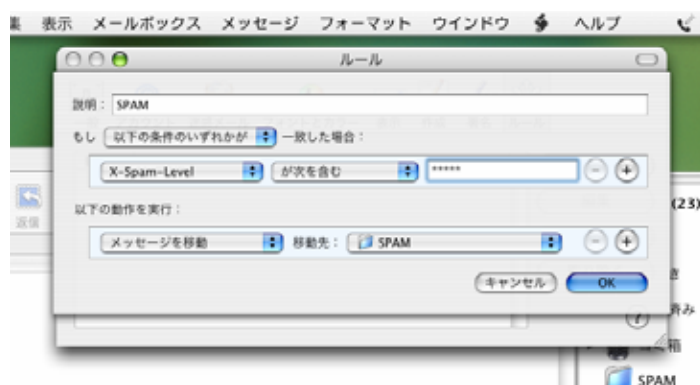 表示 メールボックス メッセージ フォーマット ウインドウ ヘルプ
ルール
説明： SPAM
もし 以下の条件のいずれかが 一致した場合：
X-Spam-Level が次を含む *****
返信
(23)
以下の動作を実行：
メッセージを移動 移動先： SPAM
キャンセル OK
SPAM